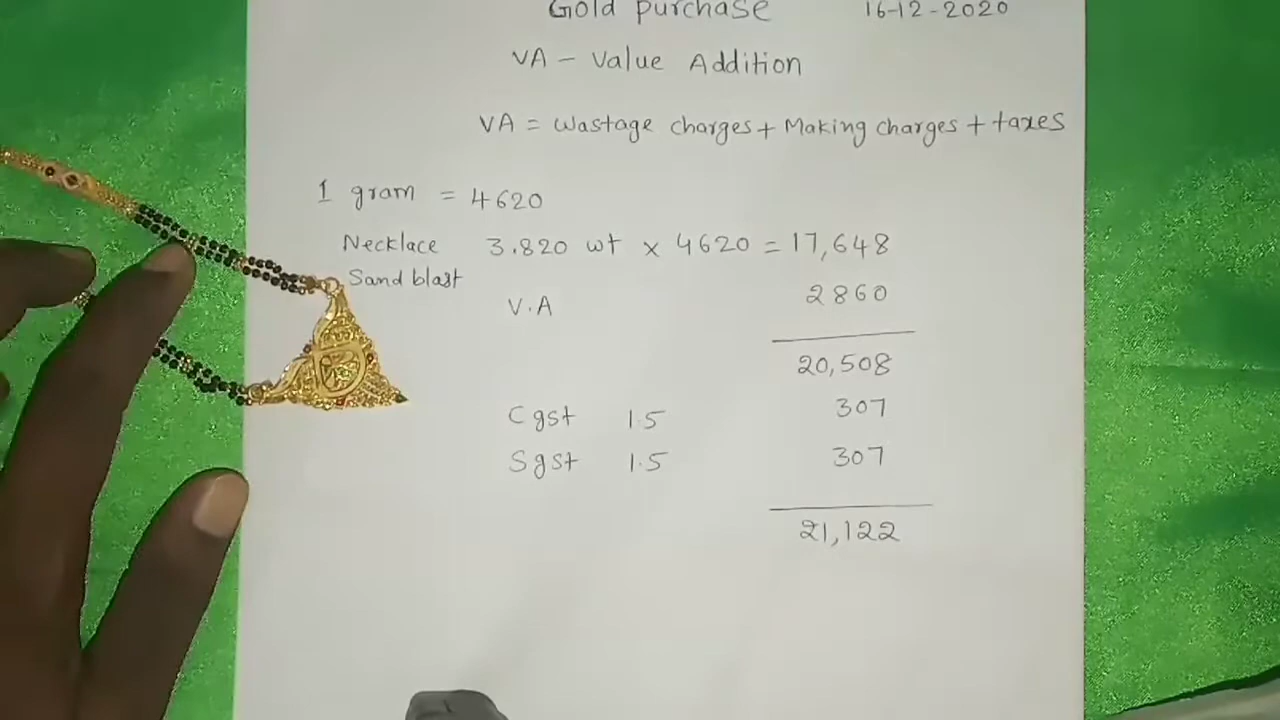 Gold Purchase 16-12-2020
VA - Value Addition
VA = Wastage charges + Making charges + taxes
1 gram = 4620
Necklace 3.820 wt x 4620 = 17,648
Sand blast
V.A 2860
20,508
Cgst 1.5 307
Sgst 1.5 307
21,122